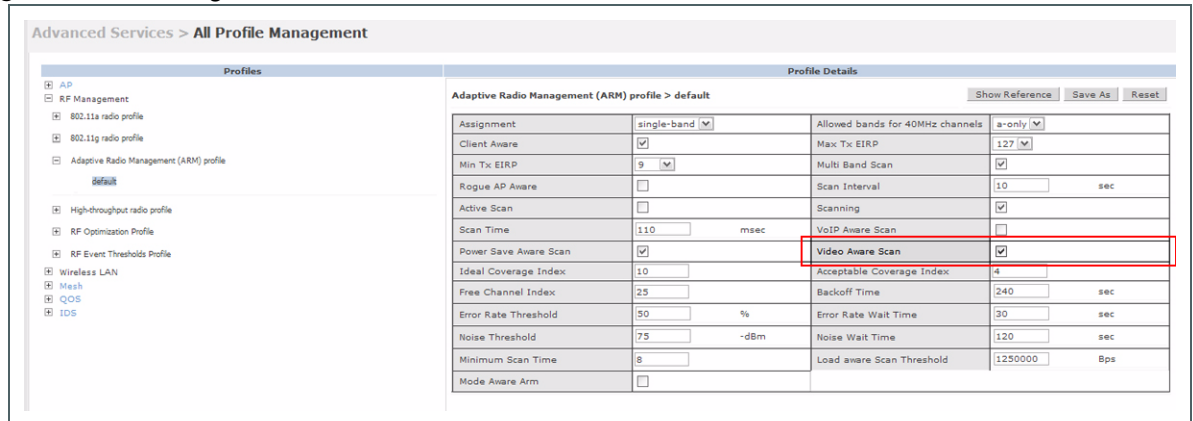 Advanced Services > All Profile Management
Profiles
Profile Details
AP
RF Management
802.11a radio profile
802.11g radio profile
Adaptive Radio Management (ARM) profile
default
High-throughput radio profile
RF Optimization Profile
RF Event Thresholds Profile
Wireless LAN
Mesh
QOS
IDS
Adaptive Radio Management (ARM) profile > default
Show Reference Save As Reset
Assignment single-band Allowed bands for 40MHz channels a-only
Client Aware Max Tx EIRP 127
Min Tx EIRP 9 Multi Band Scan
Rogue AP Aware Scan Interval 10 sec
Active Scan Scanning
Scan Time 110 msec VoIP Aware Scan
Power Save Aware Scan Video Aware Scan
Ideal Coverage Index 10 Acceptable Coverage Index 4
Free Channel Index 25 Backoff Time 240 sec
Error Rate Threshold 50 % Error Rate Wait Time 30 sec
Noise Threshold 75 -dBm Noise Wait Time 120 sec
Minimum Scan Time 8 Load aware Scan Threshold 1250000 Bps
Mode Aware Arm